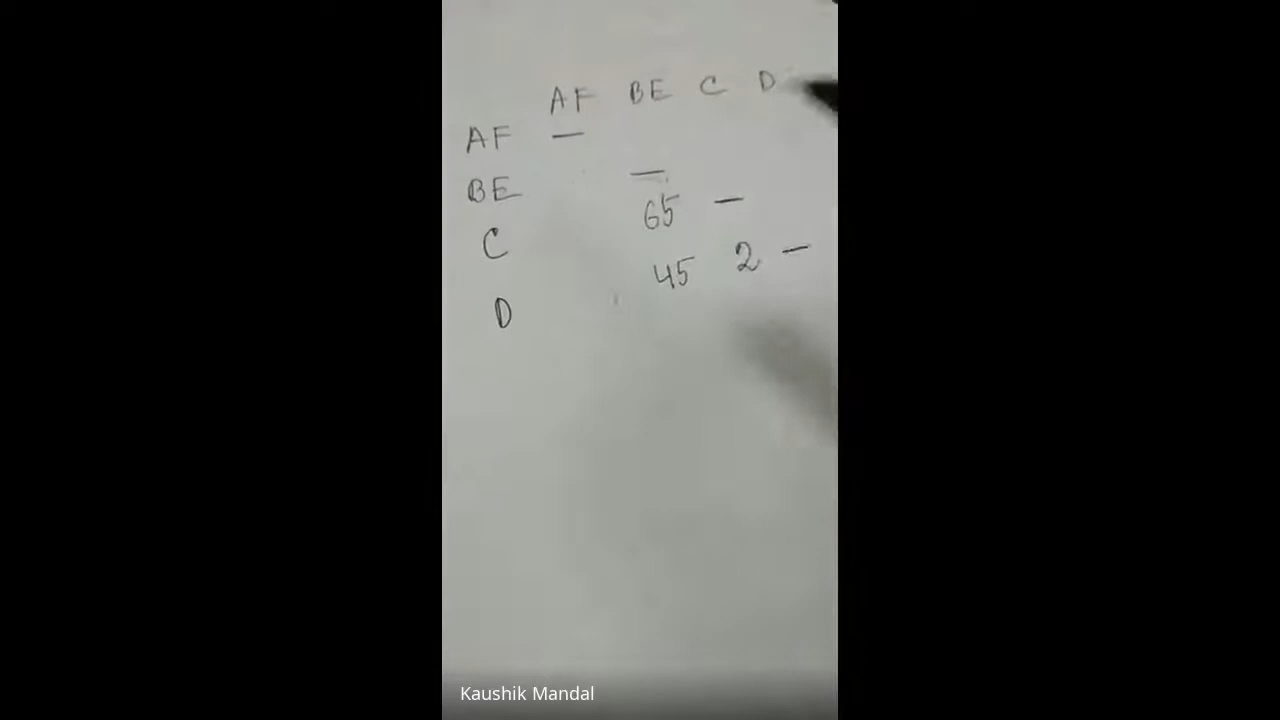 AF BE C D
AF —
BE —
C 65 —
D 45 2 —
Kaushik Mandal